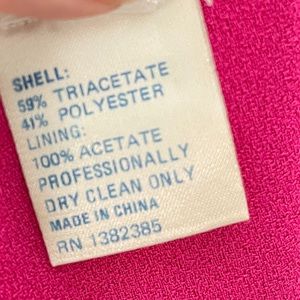 SHELL:
59% TRIACETATE
41% POLYESTER
LINING:
100% ACETATE
PROFESSIONALLY
DRY CLEAN ONLY
MADE IN CHINA
RN 1382385